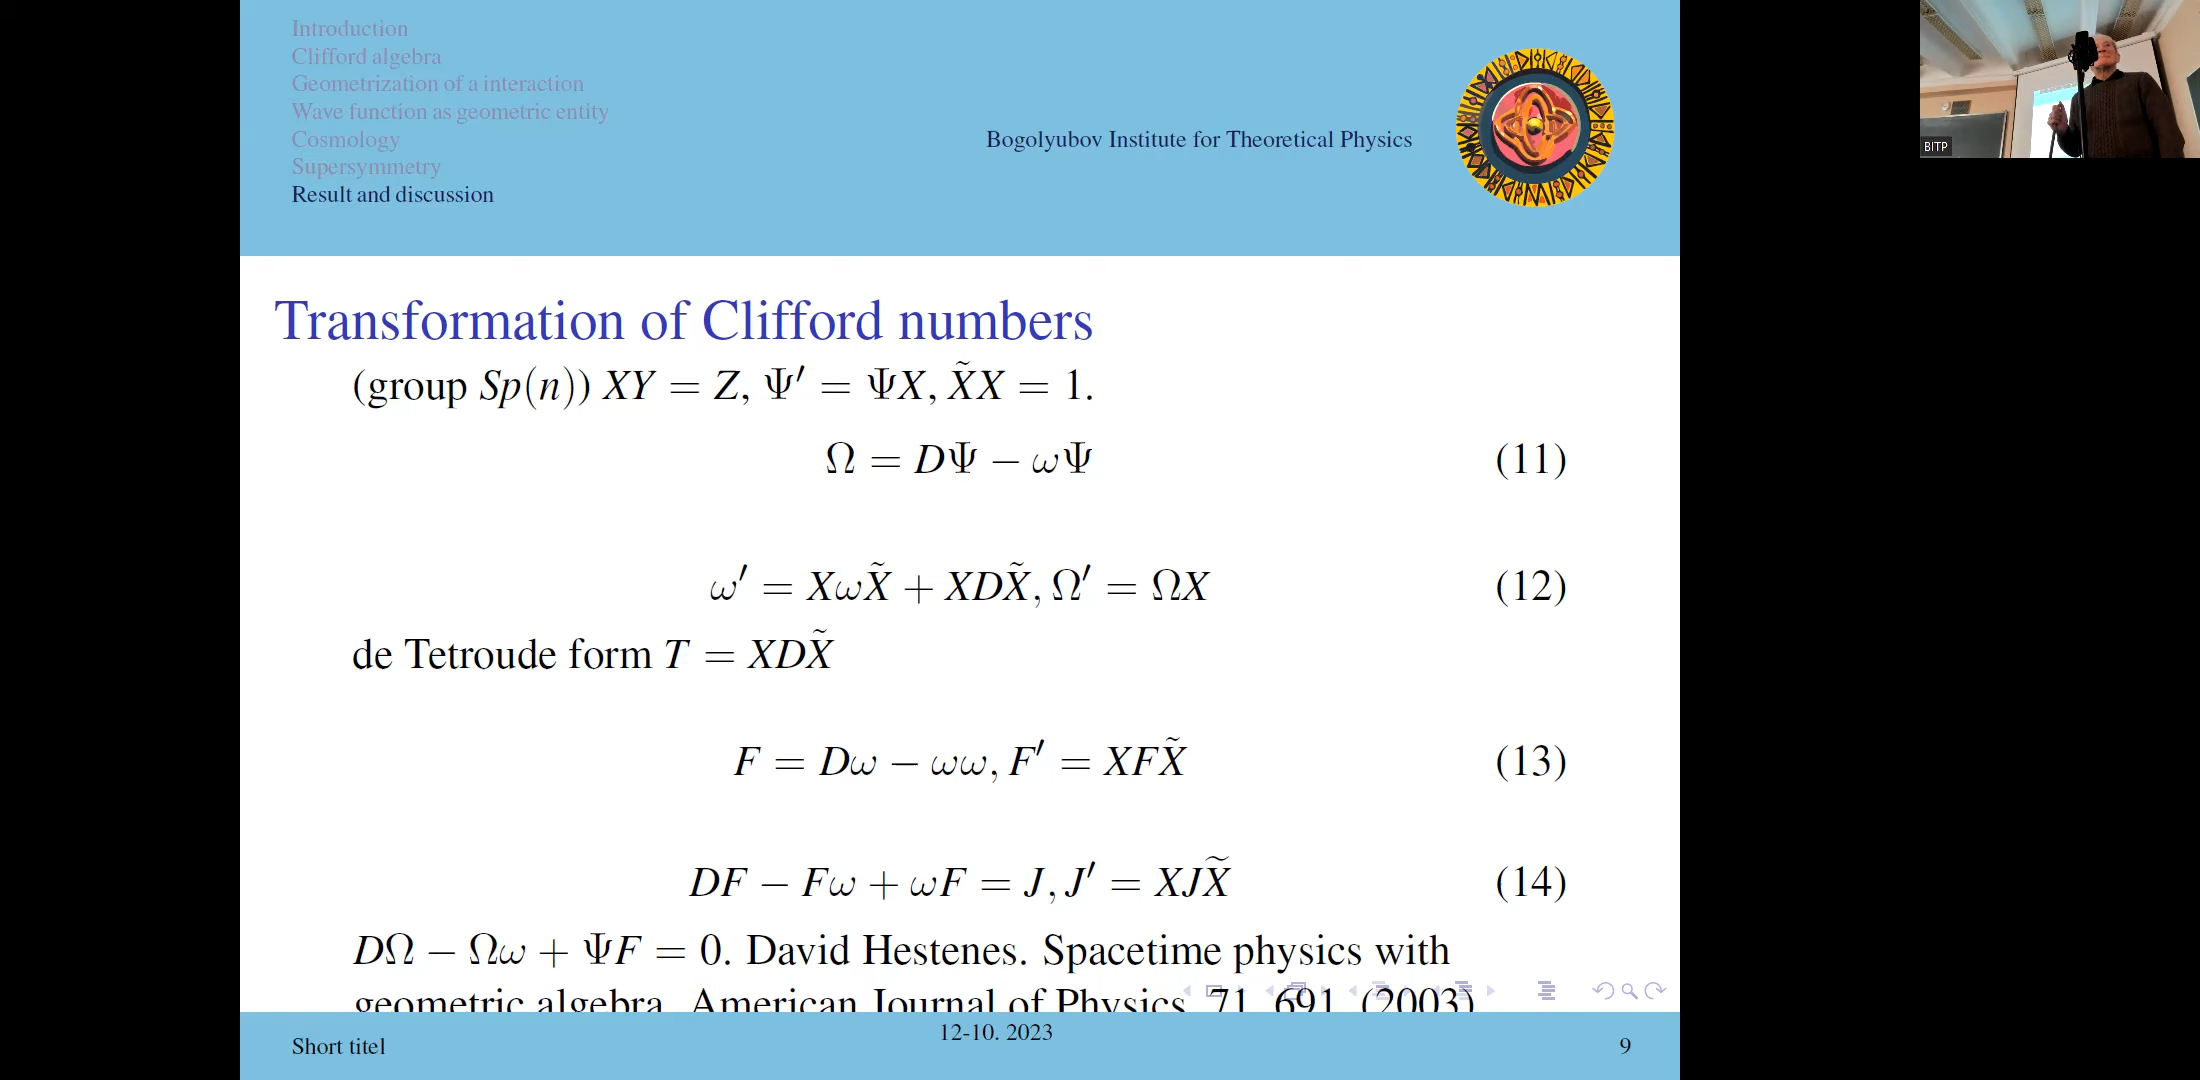 Introduction
Clifford algebra
Geometrization of a interaction
Wave function as geometric entity
Cosmology
Supersymmetry
Result and discussion
Bogolyubov Institute for Theoretical Physics
BITP
Transformation of Clifford numbers
(group Sp(n)) XY = Z, Ψ′ = ΨX, X̃X = 1.
Ω = DΨ − ωΨ (11)
ω′ = XωX̃ + XDX̃, Ω′ = ΩX (12)
de Tetroude form T = XDX̃
F = Dω − ωω, F′ = XFX̃ (13)
DF − Fω + ωF = J, J′ = XJX̃ (14)
DΩ − Ωω + ΨF = 0. David Hestenes. Spacetime physics with
geometric algebra. American Journal of Physics, 71, 691, (2003)
Short titel
12-10. 2023
9